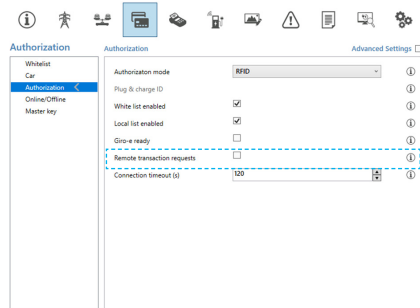 Authorization
Authorization
Advanced Settings
Whitelist
Car
Authorization
Online/Offline
Master key
Authorizaton mode
RFID
Plug & charge ID
White list enabled
Local list enabled
Giro-e ready
Remote transaction requests
Connection timeout (s)
120